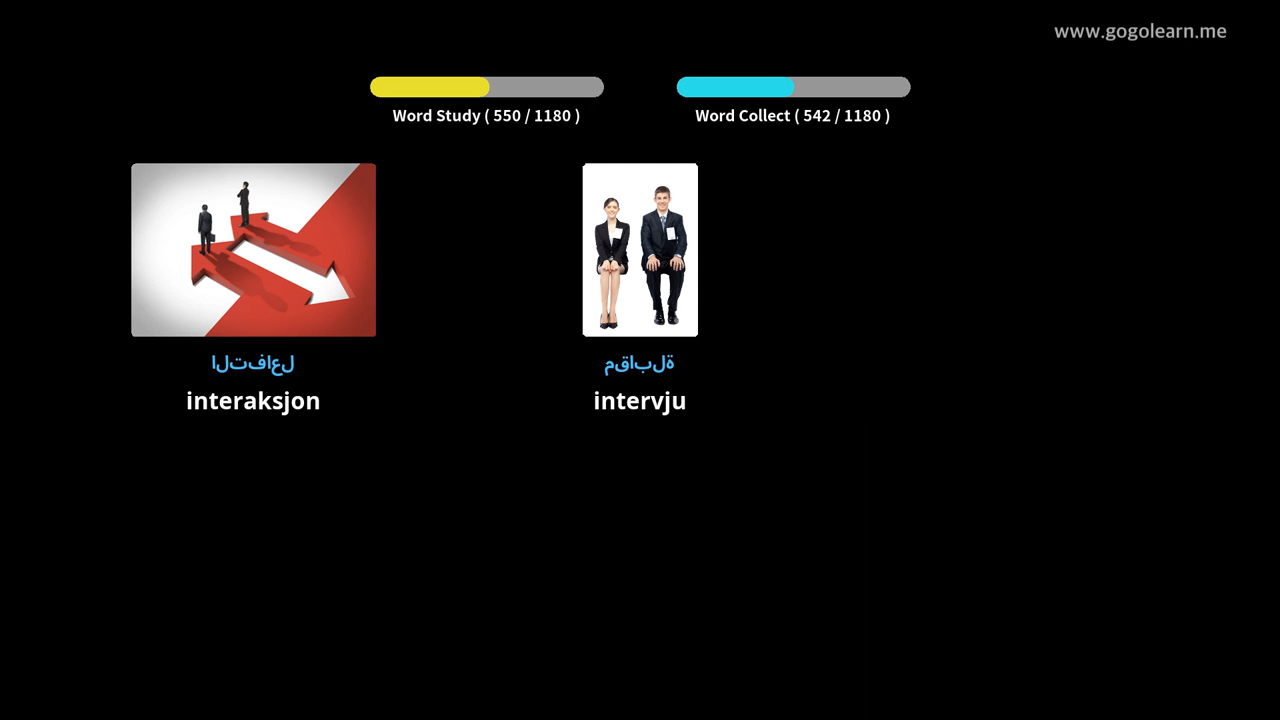 www.gogolearn.me
Word Study ( 550 / 1180 )
Word Collect ( 542 / 1180 )
التفاعل
interaksjon
مقابلة
intervju